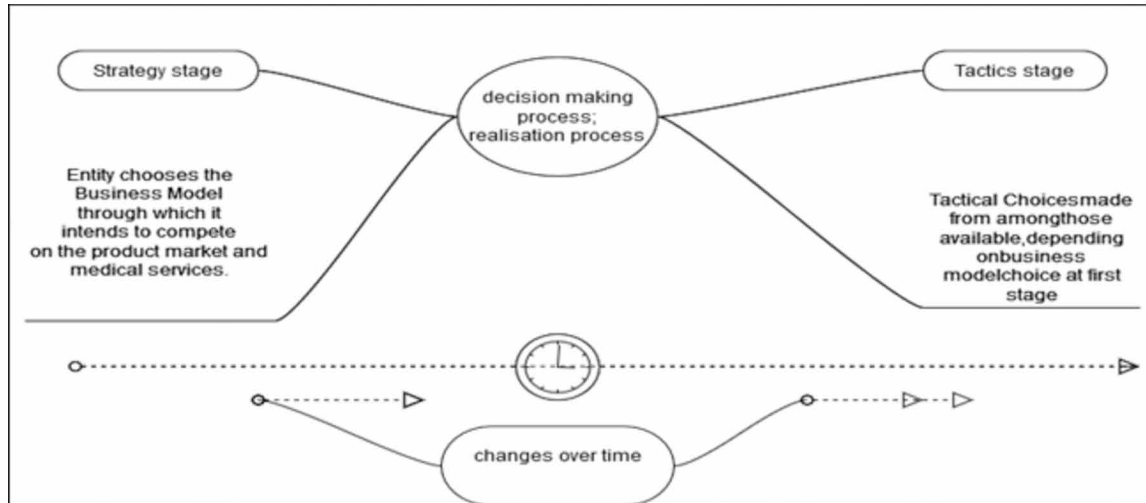 Strategy stage
decision making
process;
realisation process
Tactics stage
Entity chooses the
Business Model
through which it
intends to compete
on the product market and
medical services.
Tactical Choicesmade
from amongthose
available,depending
onbusiness
modelchoice at first
stage
changes over time